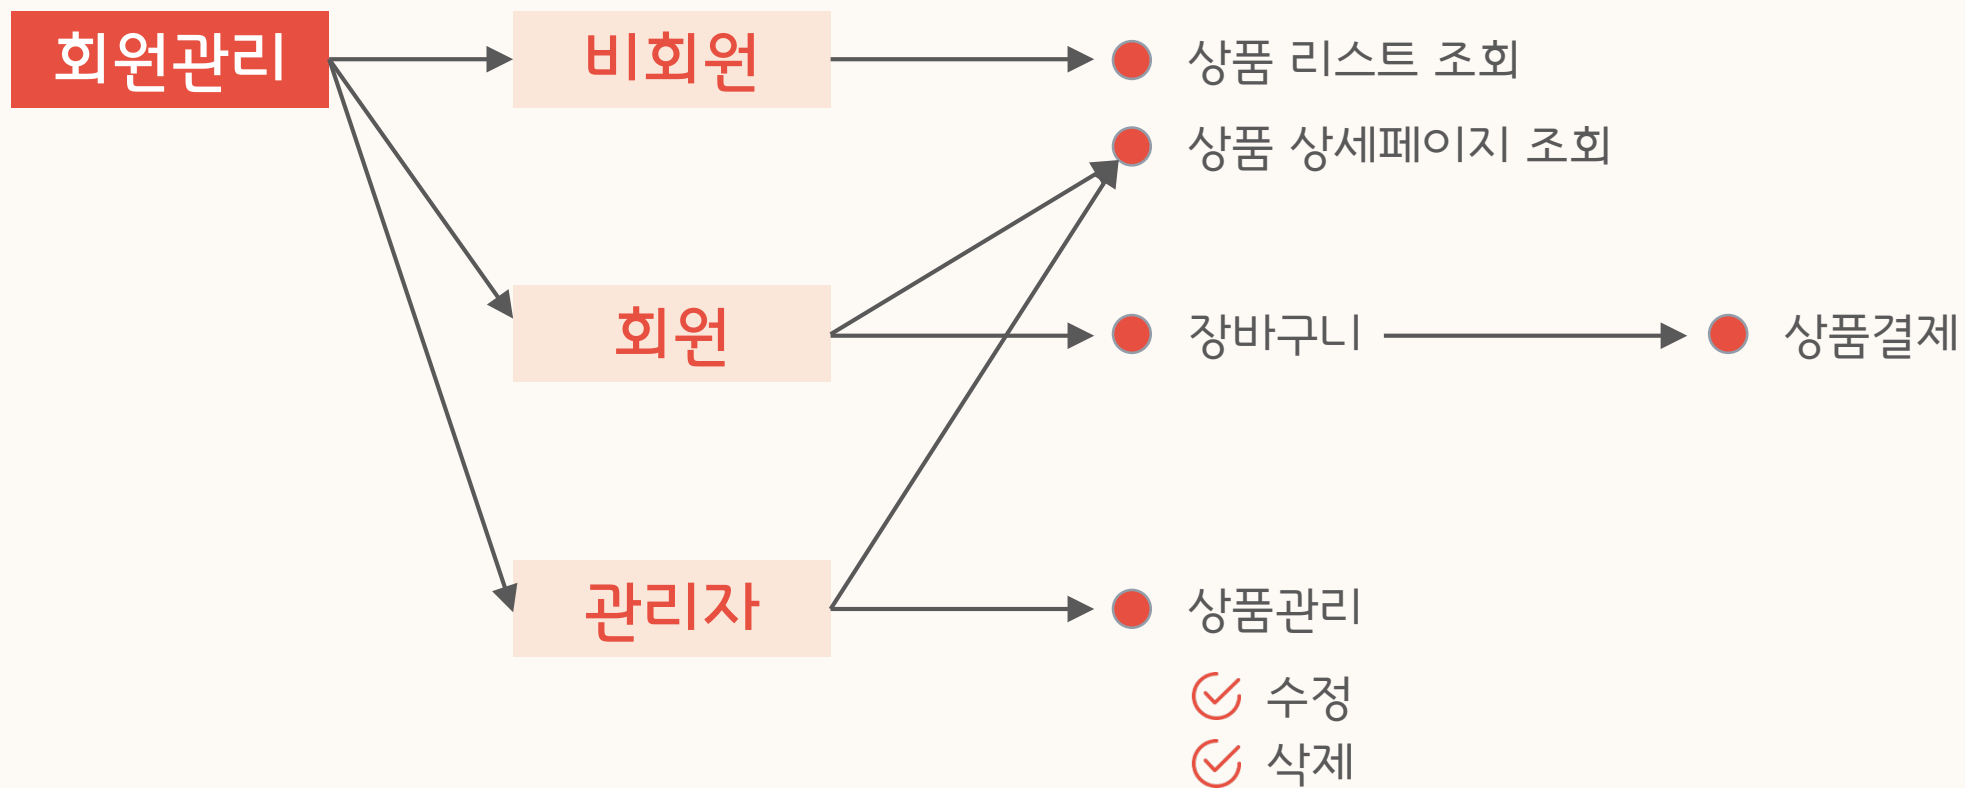 회원관리
비회원
상품 리스트 조회
상품 상세페이지 조회
회원
장바구니
상품결제
관리자
상품관리
수정
삭제